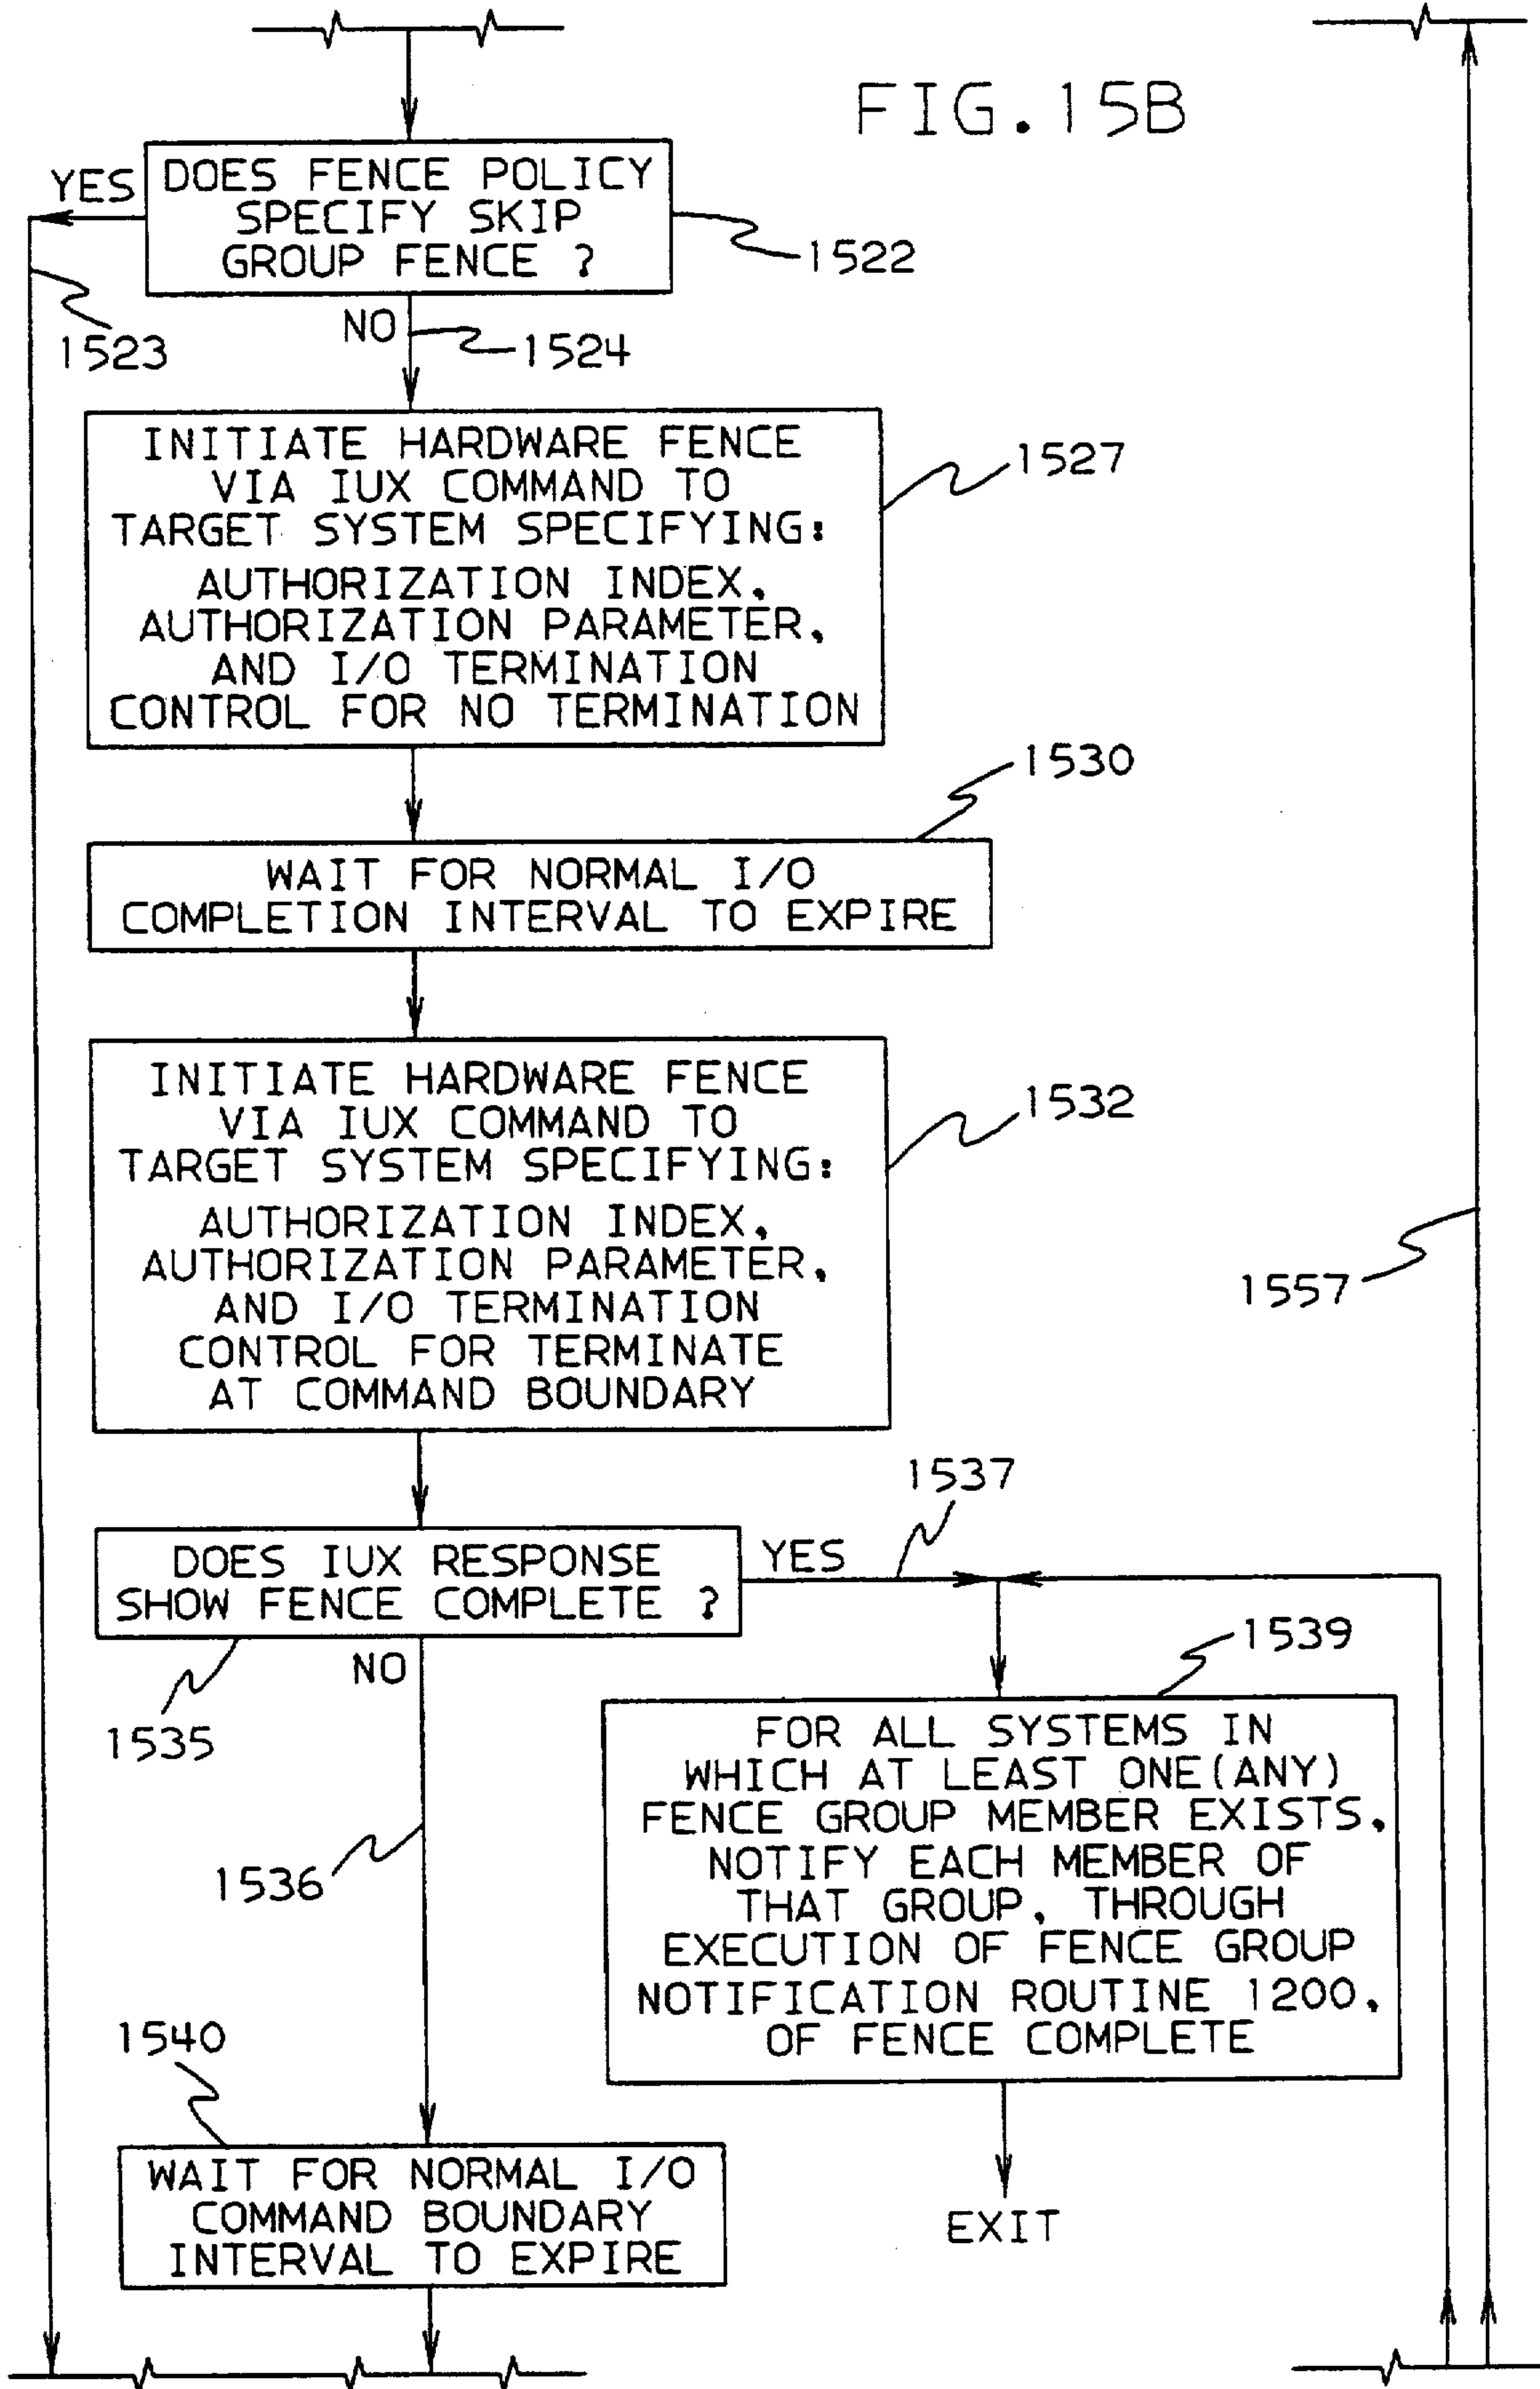 FIG.15B
YES
DOES FENCE POLICY
SPECIFY SKIP
GROUP FENCE ?
1522
1523
NO
1524
INITIATE HARDWARE FENCE
VIA IUX COMMAND TO
TARGET SYSTEM SPECIFYING:
AUTHORIZATION INDEX,
AUTHORIZATION PARAMETER,
AND I/O TERMINATION
CONTROL FOR NO TERMINATION
1527
1530
WAIT FOR NORMAL I/O
COMPLETION INTERVAL TO EXPIRE
INITIATE HARDWARE FENCE
VIA IUX COMMAND TO
TARGET SYSTEM SPECIFYING:
AUTHORIZATION INDEX,
AUTHORIZATION PARAMETER,
AND I/O TERMINATION
CONTROL FOR TERMINATE
AT COMMAND BOUNDARY
1532
1557
1537
DOES IUX RESPONSE
SHOW FENCE COMPLETE ?
YES
1535
NO
1536
1539
FOR ALL SYSTEMS IN
WHICH AT LEAST ONE(ANY)
FENCE GROUP MEMBER EXISTS,
NOTIFY EACH MEMBER OF
THAT GROUP, THROUGH
EXECUTION OF FENCE GROUP
NOTIFICATION ROUTINE 1200,
OF FENCE COMPLETE
1540
WAIT FOR NORMAL I/O
COMMAND BOUNDARY
INTERVAL TO EXPIRE
EXIT